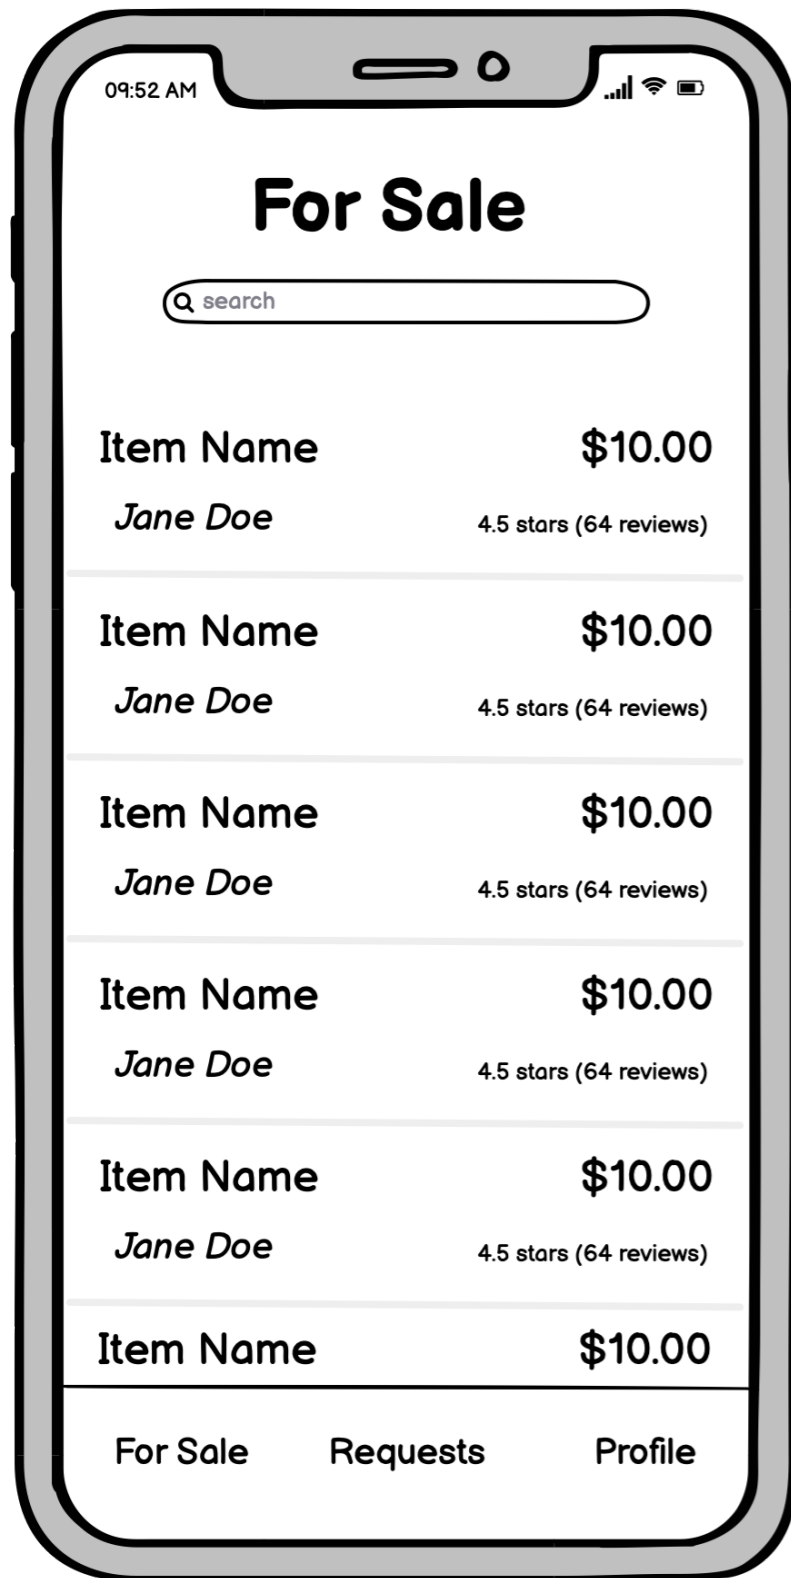 09:52 AM
For Sale
search
Item Name $10.00
Jane Doe 4.5 stars (64 reviews)
Item Name $10.00
Jane Doe 4.5 stars (64 reviews)
Item Name $10.00
Jane Doe 4.5 stars (64 reviews)
Item Name $10.00
Jane Doe 4.5 stars (64 reviews)
Item Name $10.00
Jane Doe 4.5 stars (64 reviews)
Item Name $10.00
For Sale Requests Profile